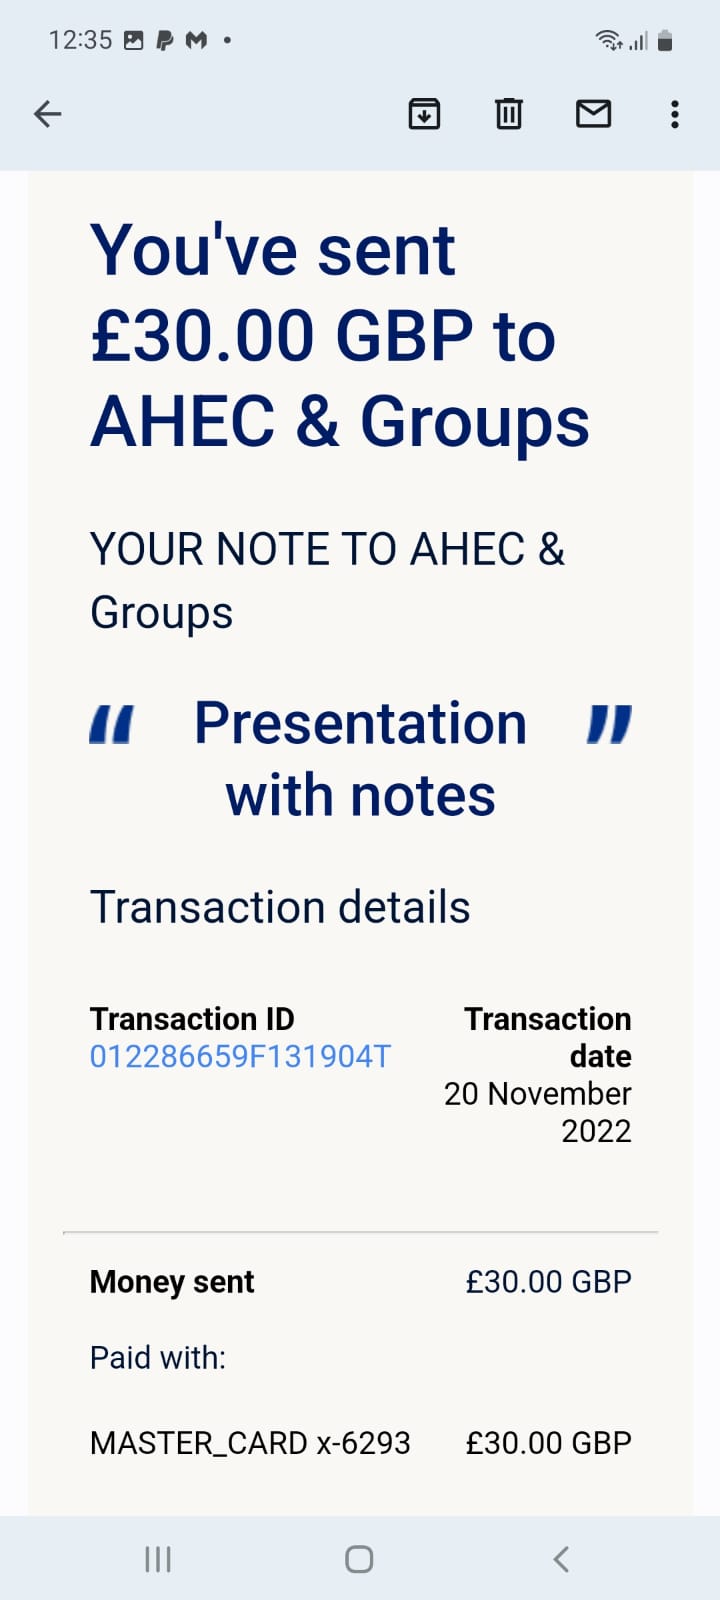 12:35
You've sent
£30.00 GBP to
AHEC & Groups
YOUR NOTE TO AHEC &
Groups
“ Presentation ”
with notes
Transaction details
Transaction ID
012286659F131904T
Transaction
date
20 November
2022
Money sent £30.00 GBP
Paid with:
MASTER_CARD x-6293 £30.00 GBP